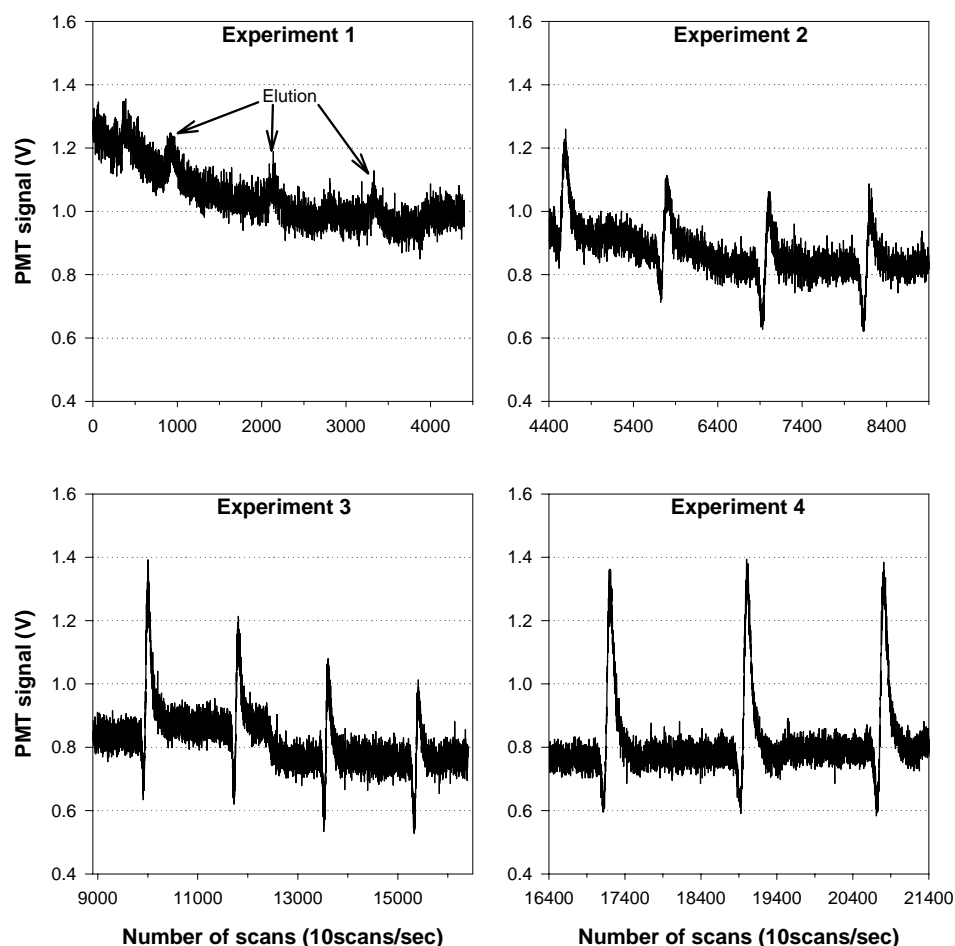 Experiment 1
Experiment 2
1.6
1.4
1.2
1.0
0.8
0.6
0.4
PMT signal (V)
Elution
0 1000 2000 3000 4000
1.6
1.4
1.2
1.0
0.8
0.6
0.4
4400 5400 6400 7400 8400
Experiment 3
Experiment 4
1.6
1.4
1.2
1.0
0.8
0.6
0.4
PMT signal (V)
9000 11000 13000 15000
Number of scans (10scans/sec)
1.6
1.4
1.2
1.0
0.8
0.6
0.4
16400 17400 18400 19400 20400 21400
Number of scans (10scans/sec)